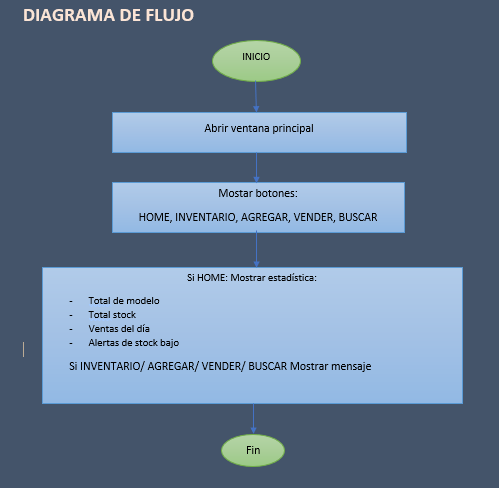 DIAGRAMA DE FLUJO
INICIO
Abrir ventana principal
Mostar botones:
HOME, INVENTARIO, AGREGAR, VENDER, BUSCAR
Si HOME: Mostrar estadística:
- Total de modelo
- Total stock
- Ventas del día
- Alertas de stock bajo
Si INVENTARIO/ AGREGAR/ VENDER/ BUSCAR Mostrar mensaje
Fin